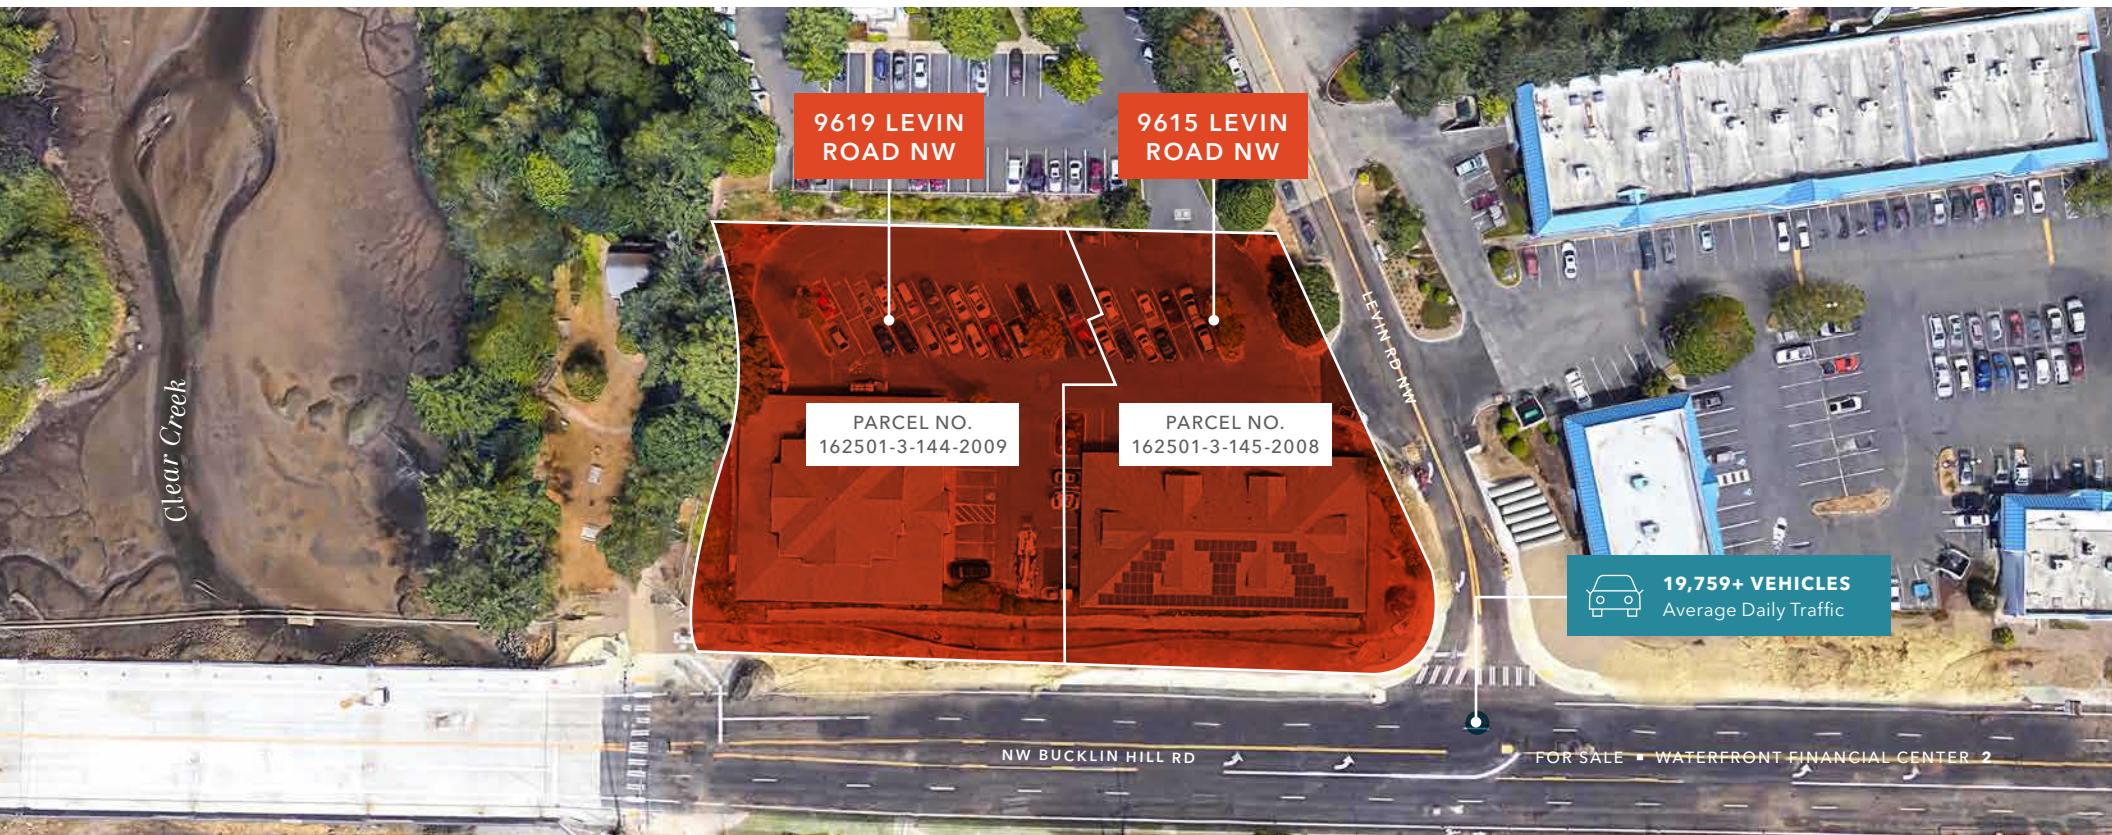 9619 LEVIN
ROAD NW
9615 LEVIN
ROAD NW
LEVIN RD NW
Clear Creek
PARCEL NO.
162501-3-144-2009
PARCEL NO.
162501-3-145-2008
19,759+ VEHICLES
Average Daily Traffic
NW BUCKLIN HILL RD
FOR SALE ▪ WATERFRONT FINANCIAL CENTER 2